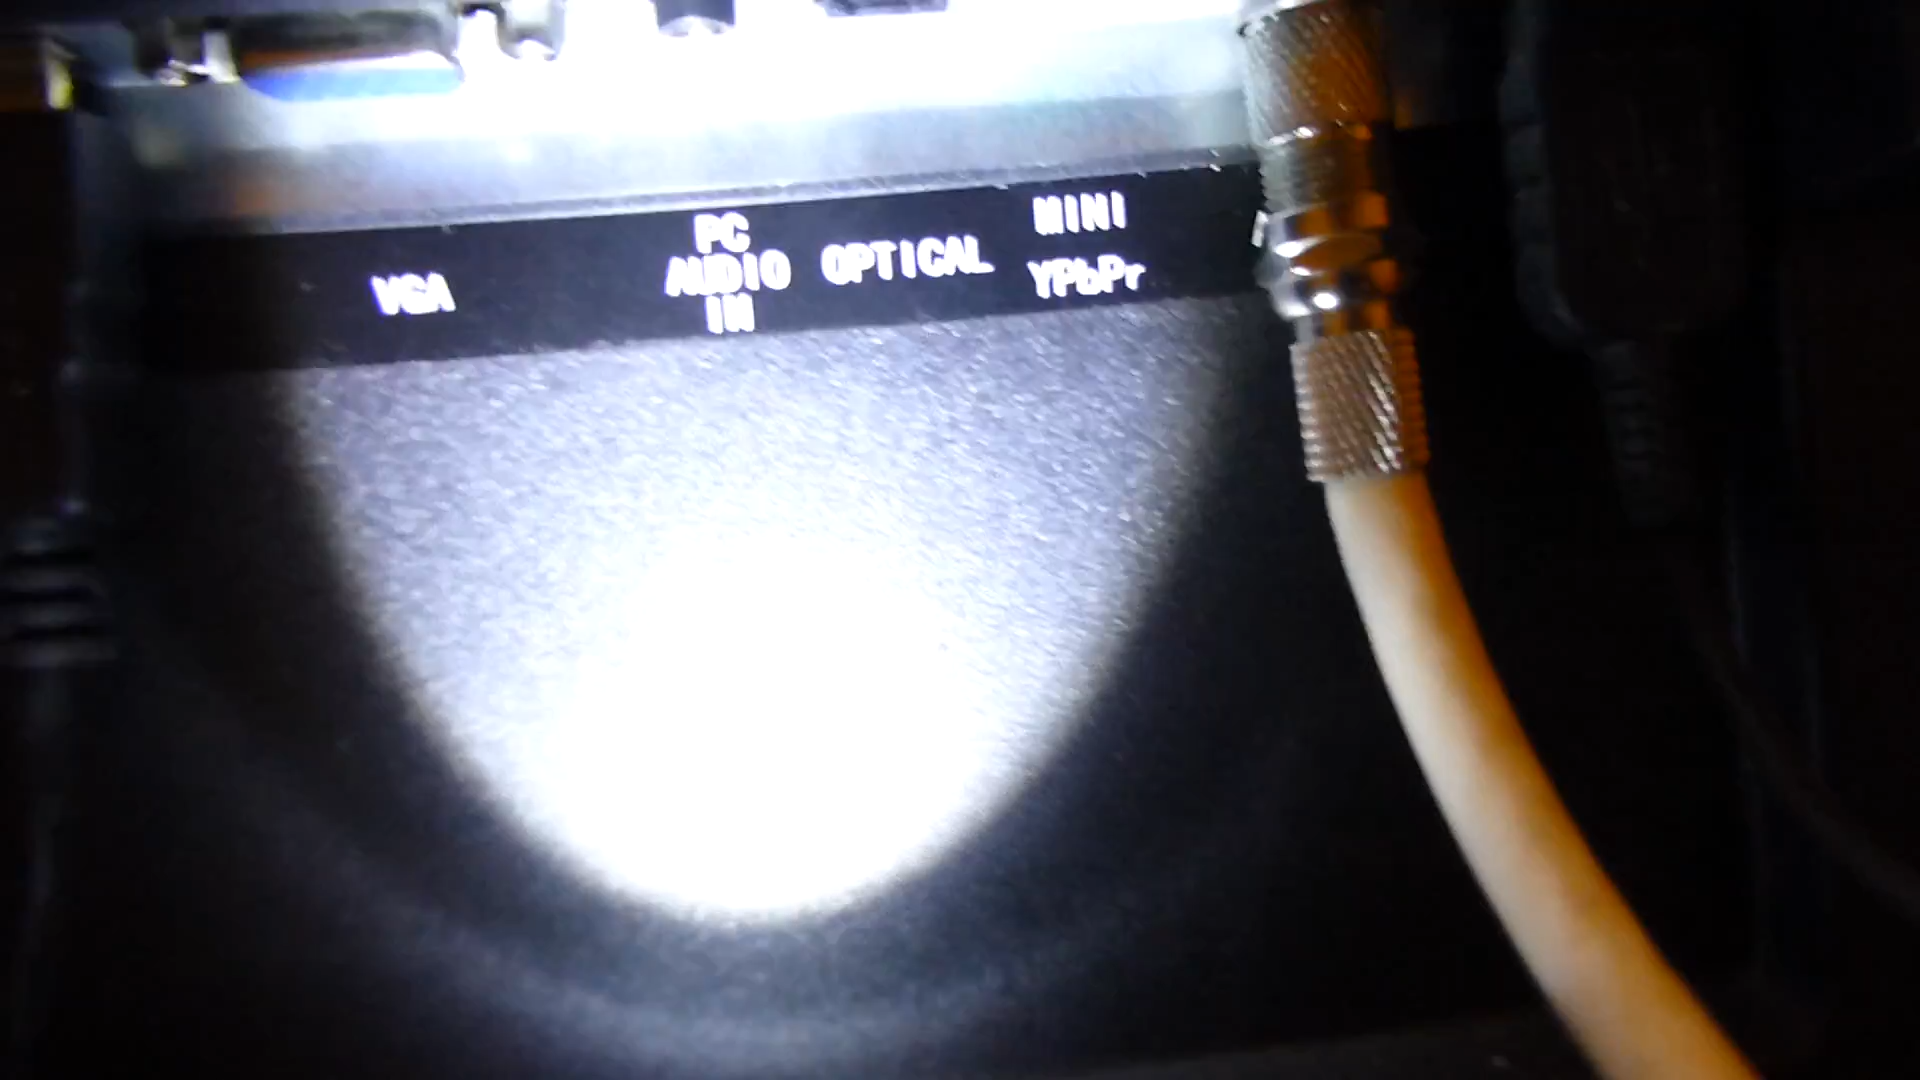 VGA
PC
AUDIO
IN
OPTICAL
MINI
YPbPr